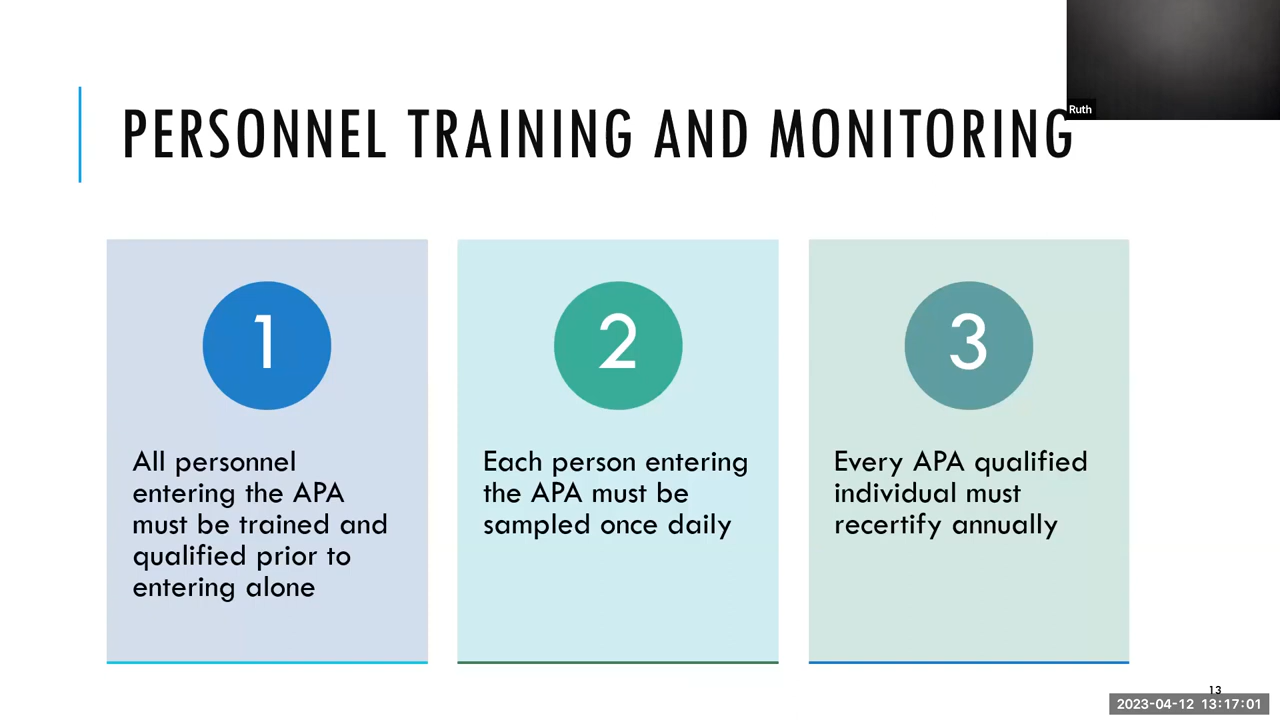 Ruth
PERSONNEL TRAINING AND MONITORING
1
All personnel
entering the APA
must be trained and
qualified prior to
entering alone
2
Each person entering
the APA must be
sampled once daily
3
Every APA qualified
individual must
recertify annually
13
2023-04-12 13:17:01